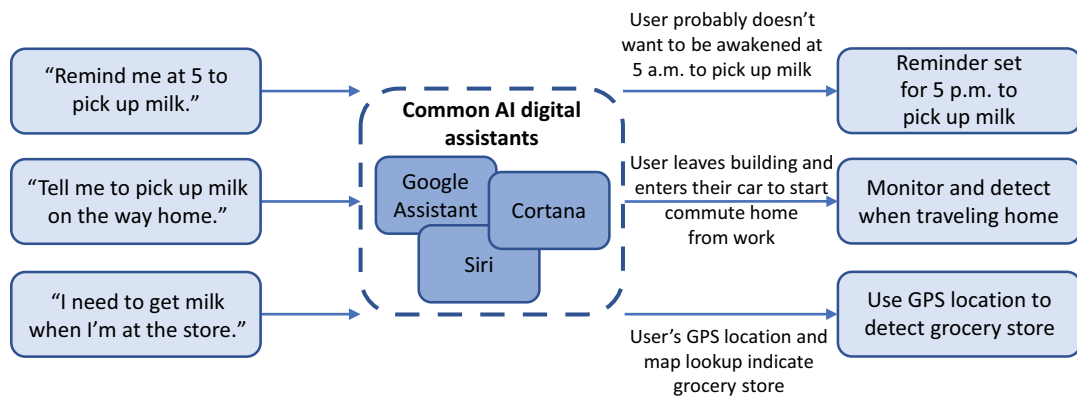 “Remind me at 5 to
pick up milk.”
“Tell me to pick up milk
on the way home.”
“I need to get milk
when I’m at the store.”
Common AI digital
assistants
Google
Assistant
Cortana
Siri
User probably doesn’t
want to be awakened at
5 a.m. to pick up milk
User leaves building and
enters their car to start
commute home
from work
User’s GPS location and
map lookup indicate
grocery store
Reminder set
for 5 p.m. to
pick up milk
Monitor and detect
when traveling home
Use GPS location to
detect grocery store